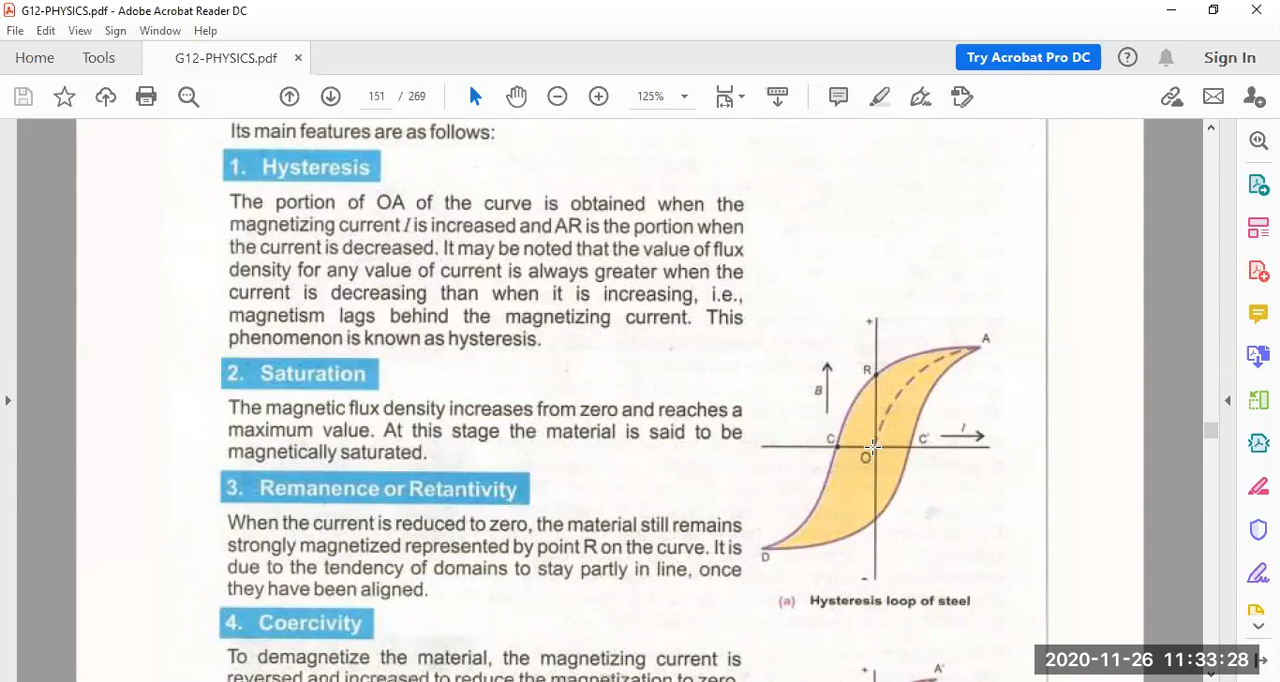 G12-PHYSICS.pdf - Adobe Acrobat Reader DC
File Edit View Sign Window Help
Home Tools G12-PHYSICS.pdf × Try Acrobat Pro DC Sign In
151 / 269 125%
Its main features are as follows:
1. Hysteresis
The portion of OA of the curve is obtained when the
magnetizing current I is increased and AR is the portion when
the current is decreased. It may be noted that the value of flux
density for any value of current is always greater when the
current is decreasing than when it is increasing, i.e.,
magnetism lags behind the magnetizing current. This
phenomenon is known as hysteresis.
2. Saturation
The magnetic flux density increases from zero and reaches a
maximum value. At this stage the material is said to be
magnetically saturated.
3. Remanence or Retantivity
When the current is reduced to zero, the material still remains
strongly magnetized represented by point R on the curve. It is
due to the tendency of domains to stay partly in line, once
they have been aligned.
4. Coercivity
To demagnetize the material, the magnetizing current is
reversed and increased to reduce the magnetization to zero.
+
A
R
B
C
C'
I
O
D
-
(a) Hysteresis loop of steel
+
A'
2020-11-26 11:33:28